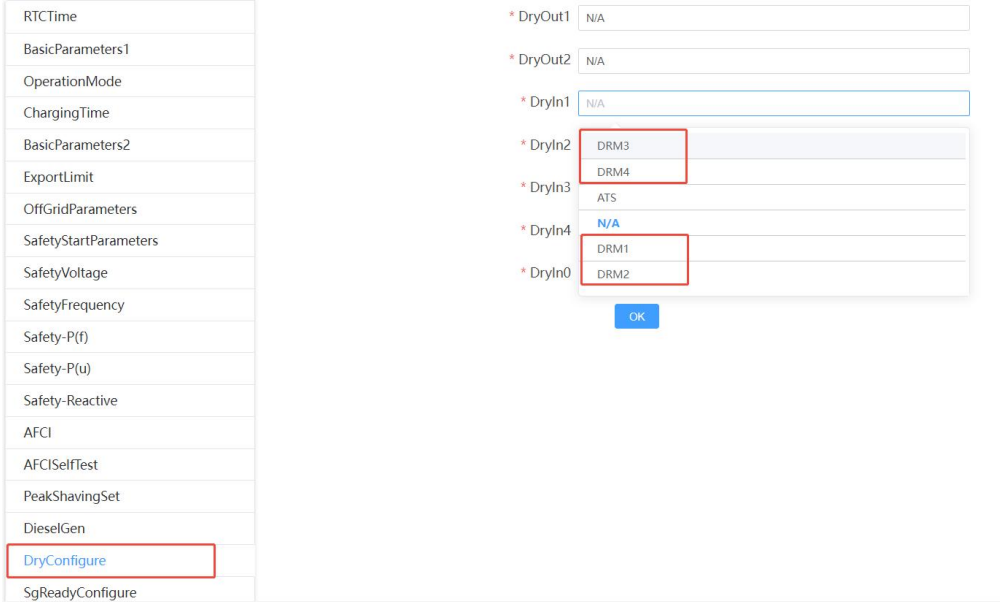 RTCTime
BasicParameters1
OperationMode
ChargingTime
BasicParameters2
ExportLimit
OffGridParameters
SafetyStartParameters
SafetyVoltage
SafetyFrequency
Safety-P(f)
Safety-P(u)
Safety-Reactive
AFCI
AFCISelfTest
PeakShavingSet
DieselGen
DryConfigure
SgReadyConfigure
* DryOut1 N/A
* DryOut2 N/A
* DryIn1 N/A
* DryIn2
* DryIn3
* DryIn4
* DryIn0
DRM3
DRM4
ATS
N/A
DRM1
DRM2
OK